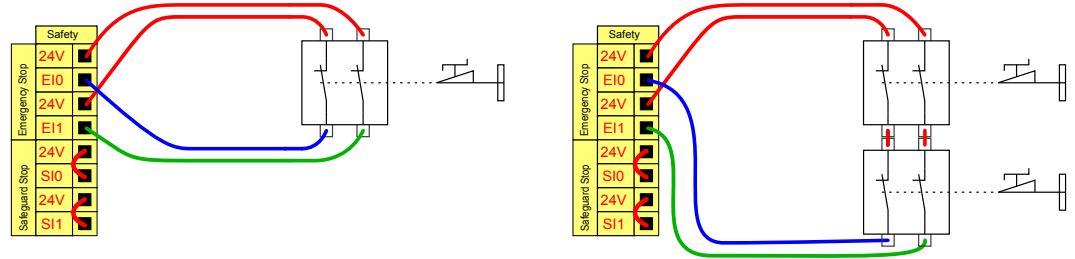 Safety
Emergency Stop
24V
EI0
24V
EI1
Safeguard Stop
24V
SI0
24V
SI1
Safety
Emergency Stop
24V
EI0
24V
EI1
Safeguard Stop
24V
SI0
24V
SI1